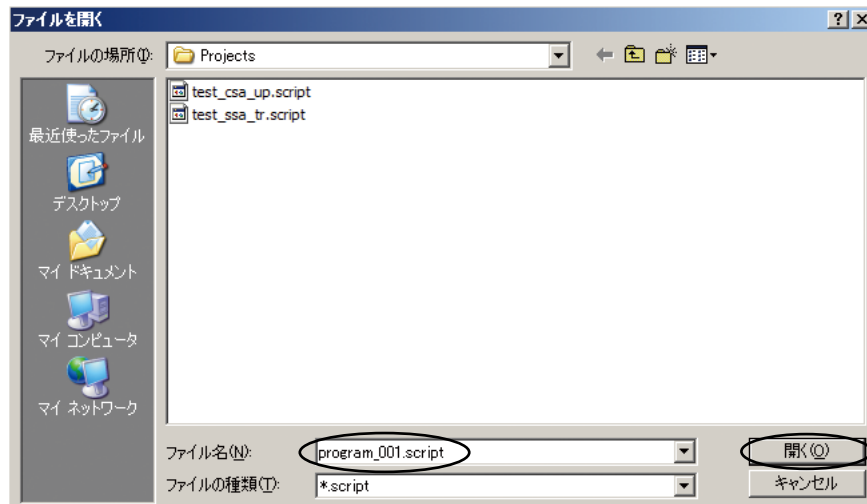 ファイルを開く
ファイルの場所(I): Projects
最近使ったファイル
デスクトップ
マイ ドキュメント
マイ コンピュータ
マイ ネットワーク
test_csa_up.script
test_ssa_tr.script
ファイル名(N): program_001.script 開く(O)
ファイルの種類(T): *.script キャンセル